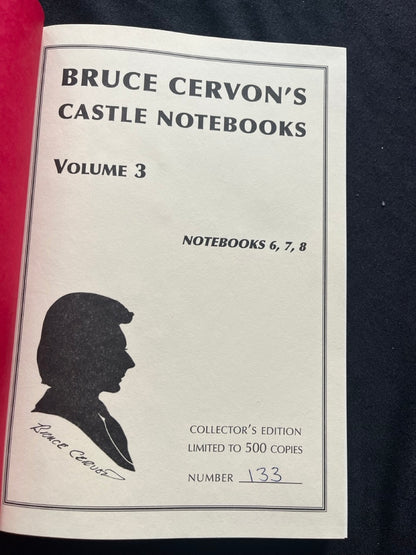 BRUCE CERVON'S
CASTLE NOTEBOOKS
VOLUME 3
NOTEBOOKS 6, 7, 8
BRUCE CERVON
COLLECTOR'S EDITION
LIMITED TO 500 COPIES
NUMBER 133